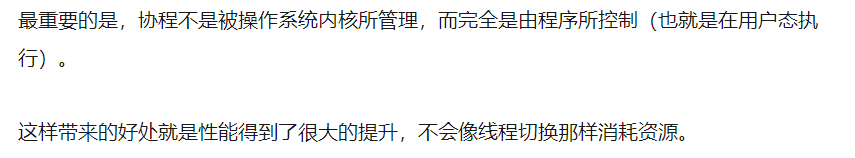 最重要的是，协程不是被操作系统内核所管理，而完全是由程序所控制（也就是在用户态执
行）。
这样带来的好处就是性能得到了很大的提升，不会像线程切换那样消耗资源。